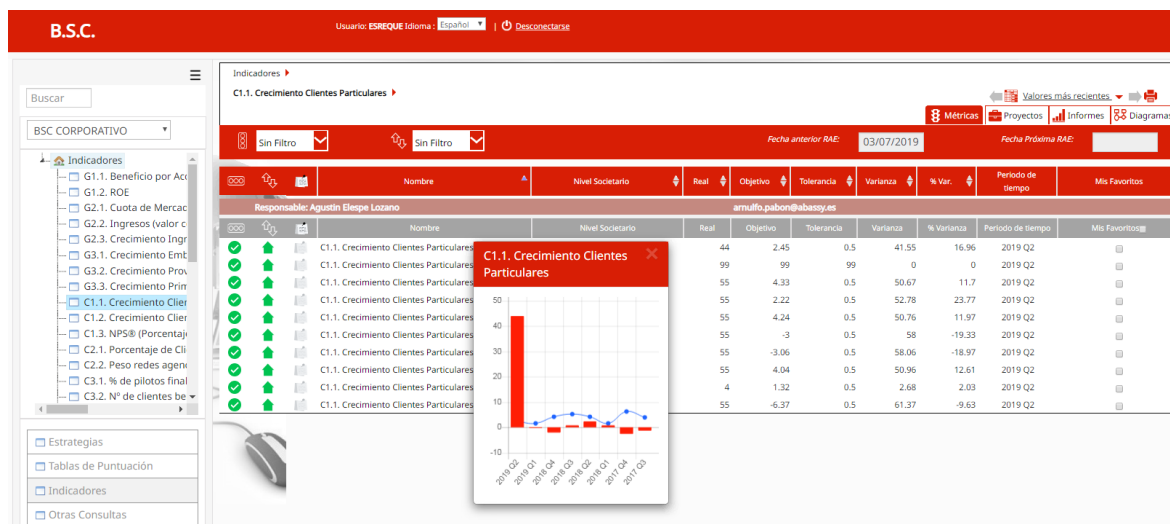 B.S.C.
Usuario: ESREQUE Idioma : Español | Desconectarse
Buscar
BSC CORPORATIVO
Indicadores
G1.1. Beneficio por Acc
G1.2. ROE
G2.1. Cuota de Mercac
G2.2. Ingresos (valor c
G2.3. Crecimiento Ingr
G3.1. Crecimiento Emb
G3.2. Crecimiento Prov
G3.3. Crecimiento Prim
C1.1. Crecimiento Clier
C1.2. Crecimiento Clier
C1.3. NPS® (Porcentaje
C2.1. Porcentaje de Cli
C2.2. Peso redes agenc
C3.1. % de pilotos final
C3.2. Nº de clientes be
Estrategias
Tablas de Puntuación
Indicadores
Otras Consultas
Indicadores
C1.1. Crecimiento Clientes Particulares
Valores más recientes
Métricas Proyectos Informes Diagramas
Sin Filtro Sin Filtro Fecha anterior RAE: 03/07/2019 Fecha Próxima RAE:
Nombre Nivel Societario Real Objetivo Tolerancia Varianza % Var. Periodo de tiempo Mis Favoritos
Responsable: Agustin Elespe Lozano arnulfo.pabon@abassy.es
Nombre Nivel Societario Real Objetivo Tolerancia Varianza % Varianza Periodo de tiempo Mis Favoritos
C1.1. Crecimiento Clientes Particulares 44 2.45 0.5 41.55 16.96 2019 Q2
C1.1. Crecimiento Clientes Particulares 99 99 99 0 0 2019 Q2
C1.1. Crecimiento Clientes Particulares 55 4.33 0.5 50.67 11.7 2019 Q2
C1.1. Crecimiento Clientes Particulares 55 2.22 0.5 52.78 23.77 2019 Q2
C1.1. Crecimiento Clientes Particulares 55 4.24 0.5 50.76 11.97 2019 Q2
C1.1. Crecimiento Clientes Particulares 55 -3 0.5 58 -19.33 2019 Q2
C1.1. Crecimiento Clientes Particulares 55 -3.06 0.5 58.06 -18.97 2019 Q2
C1.1. Crecimiento Clientes Particulares 55 4.04 0.5 50.96 12.61 2019 Q2
C1.1. Crecimiento Clientes Particulares 4 1.32 0.5 2.68 2.03 2019 Q2
C1.1. Crecimiento Clientes Particulares 55 -6.37 0.5 61.37 -9.63 2019 Q2
C1.1. Crecimiento Clientes
Particulares
50
40
30
20
10
0
-10
2019 Q2 2019 Q1 2018 Q4 2018 Q3 2018 Q2 2018 Q1 2017 Q4 2017 Q3